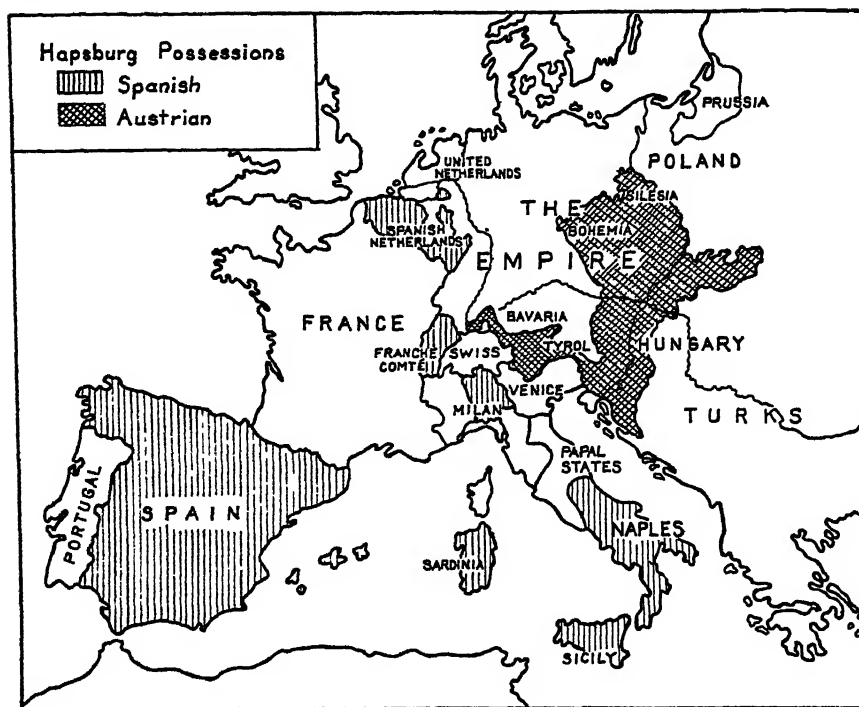 Hapsburg Possessions
Spanish
Austrian
PRUSSIA
UNITED
NETHERLANDS
POLAND
THE
SILESIA
BOHEMIA
SPANISH
NETHERLANDS
EMPIRE
FRANCE
BAVARIA
FRANCHE
COMTÉ
SWISS
TYROL
HUNGARY
VENICE
MILAN
TURKS
PAPAL
STATES
PORTUGAL
SPAIN
NAPLES
SARDINIA
SICILY